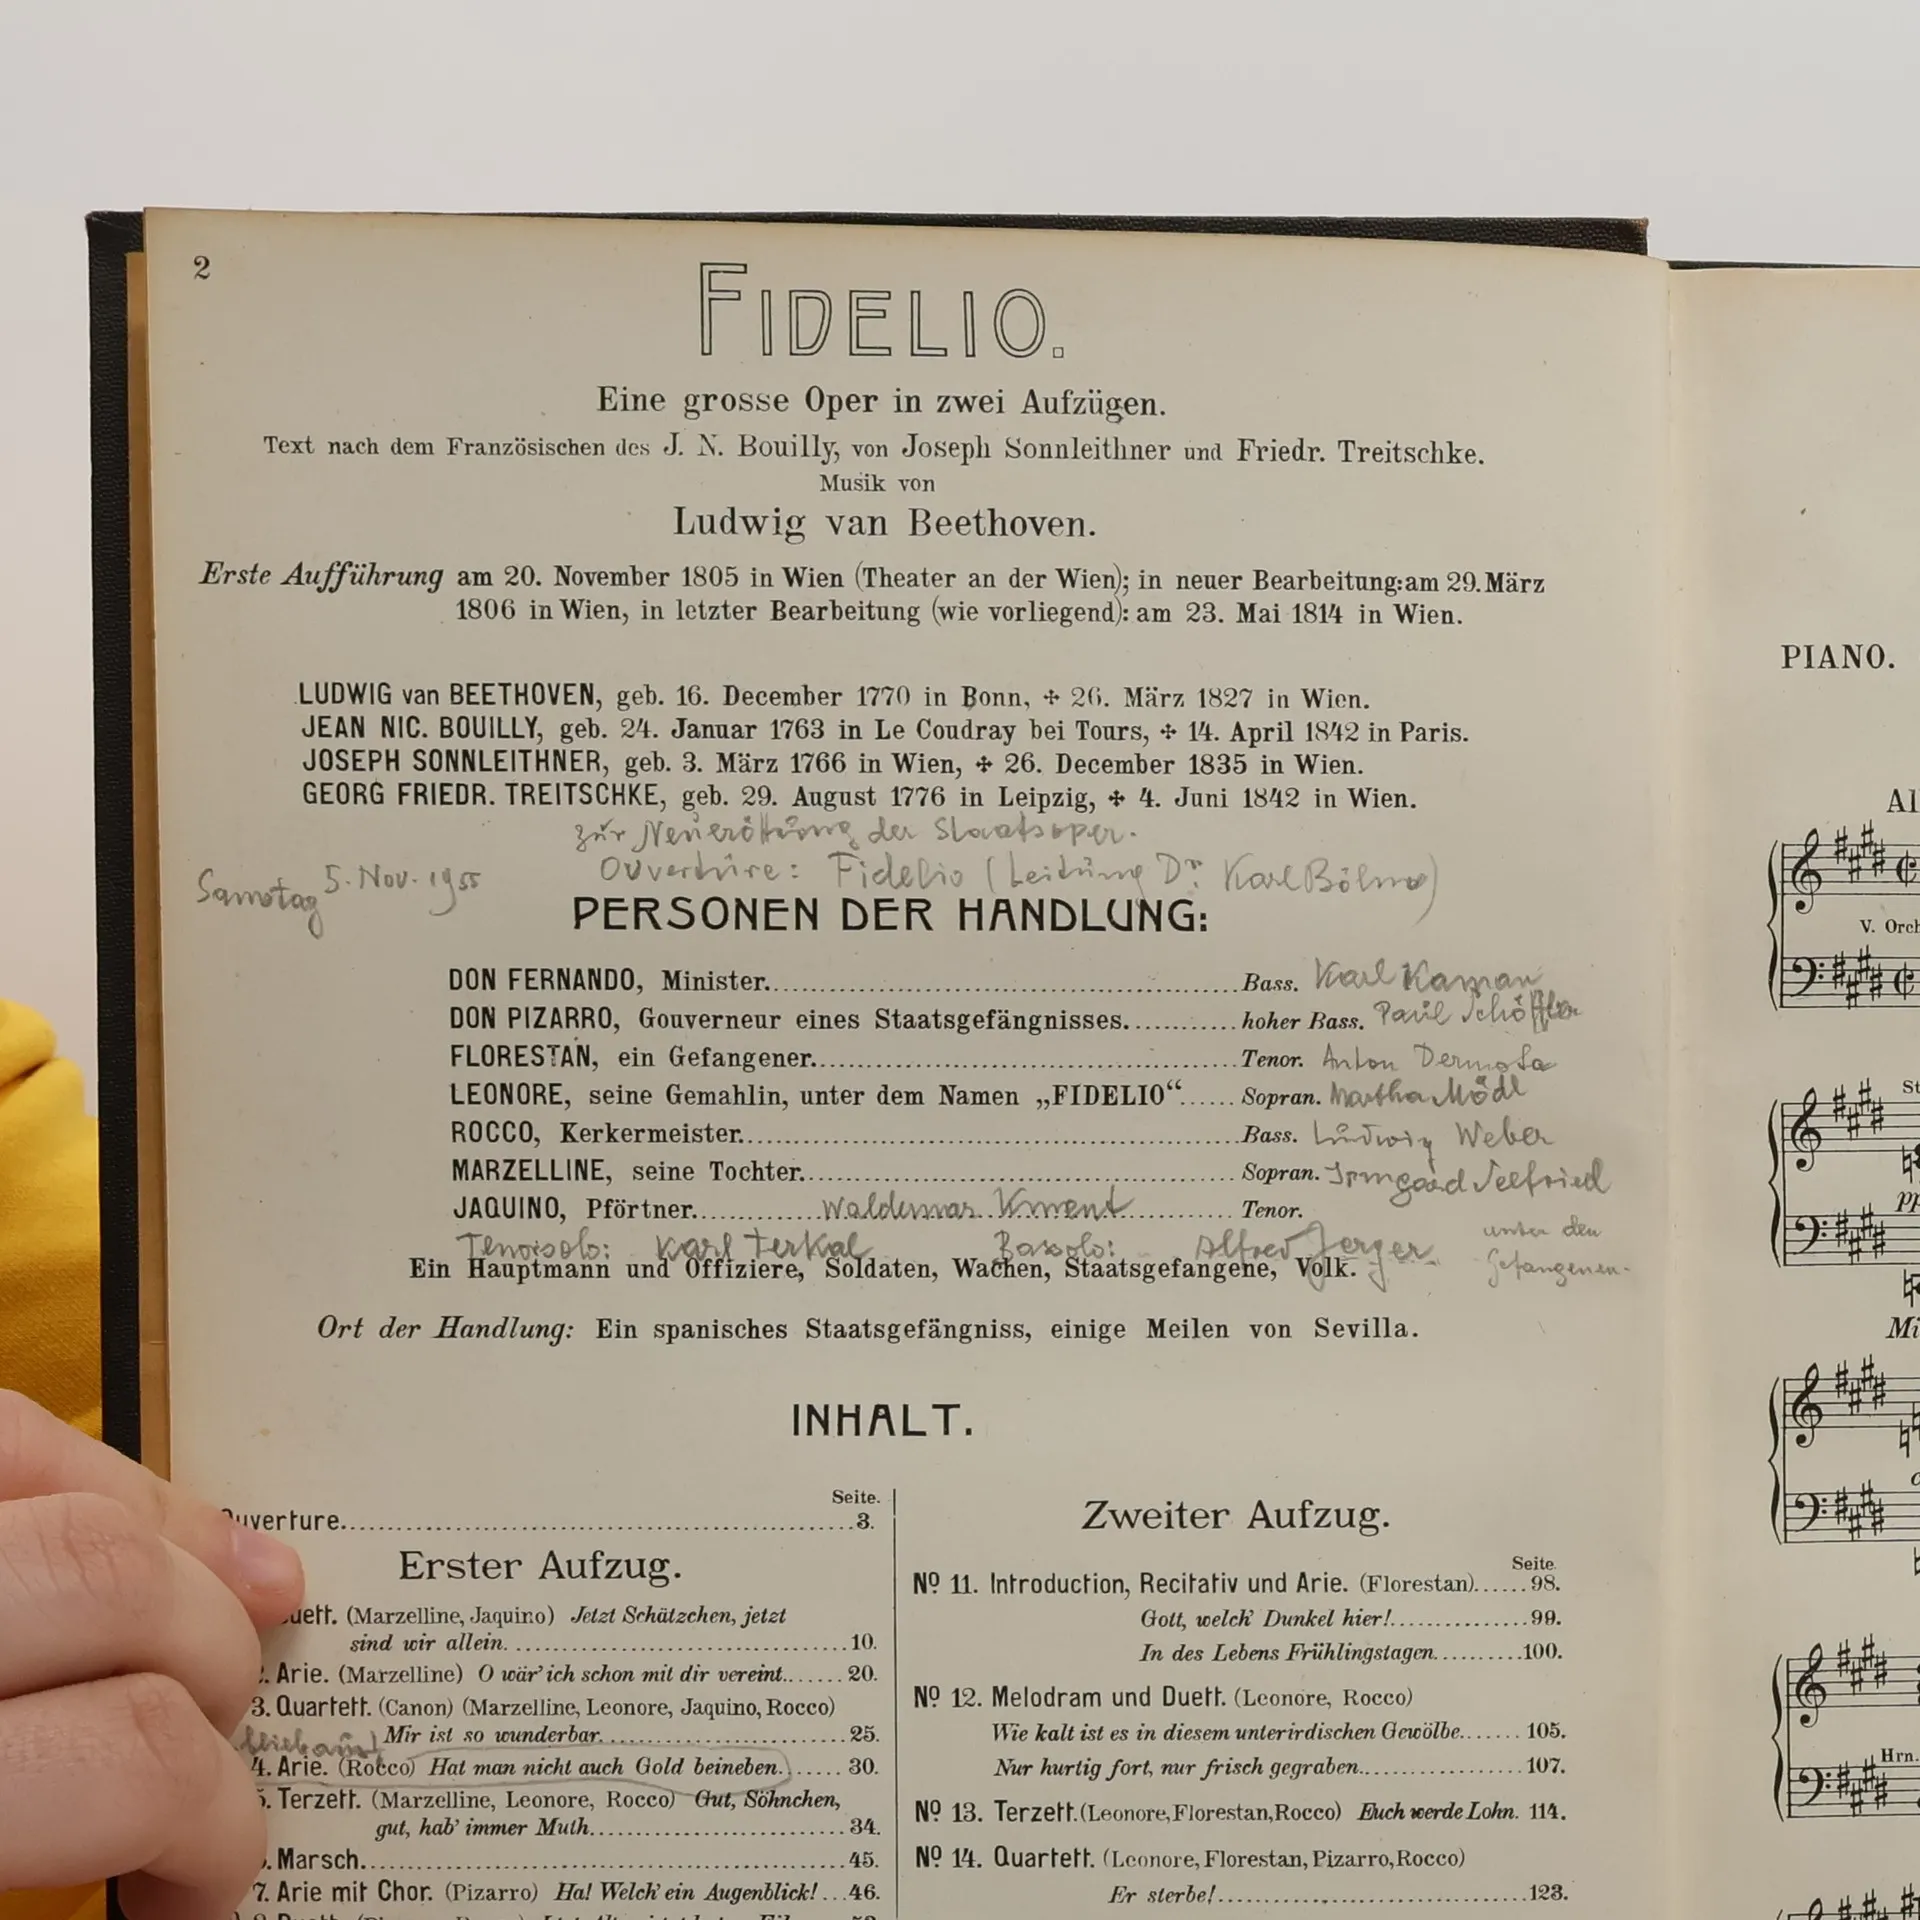 2
FIDELIO.
Eine grosse Oper in zwei Aufzügen.
Text nach dem Französischen des J. N. Bouilly, von Joseph Sonnleithner und Friedr. Treitschke.
Musik von
Ludwig van Beethoven.
Erste Aufführung am 20. November 1805 in Wien (Theater an der Wien); in neuer Bearbeitung: am 29. März
1806 in Wien, in letzter Bearbeitung (wie vorliegend): am 23. Mai 1814 in Wien.
LUDWIG van BEETHOVEN, geb. 16. December 1770 in Bonn, ✢ 26. März 1827 in Wien.
JEAN NIC. BOUILLY, geb. 24. Januar 1763 in Le Coudray bei Tours, ✢ 14. April 1842 in Paris.
JOSEPH SONNLEITHNER, geb. 3. März 1766 in Wien, ✢ 26. December 1835 in Wien.
GEORG FRIEDR. TREITSCHKE, geb. 29. August 1776 in Leipzig, ✢ 4. Juni 1842 in Wien.
zur Neueröffnung der Staatsoper.
Samstag 5. Nov. 1955 Ouvertüre: Fidelio (Leitung Dr. Karl Böhm)
PERSONEN DER HANDLUNG:
DON FERNANDO, Minister. Bass. Karl Kaman
DON PIZARRO, Gouverneur eines Staatsgefängnisses. hoher Bass. Paul Schöffler
FLORESTAN, ein Gefangener. Tenor. Anton Dermota
LEONORE, seine Gemahlin, unter dem Namen „FIDELIO“ Sopran. Martha Mödl
ROCCO, Kerkermeister. Bass. Ludwig Weber
MARZELLINE, seine Tochter. Sopran. Irmgard Seefried
JAQUINO, Pförtner. Waldemar Kment Tenor.
Tenorsolo: Karl Terkal Bassolo: Alfred Jerger unter den Gefangenen.
Ein Hauptmann und Offiziere, Soldaten, Wachen, Staatsgefangene, Volk.
Ort der Handlung: Ein spanisches Staatsgefängniss, einige Meilen von Sevilla.
INHALT.
Seite.
Ouverture. 3.
Erster Aufzug.
Duett. (Marzelline, Jaquino) Jetzt Schätzchen, jetzt
sind wir allein. 10.
2. Arie. (Marzelline) O wär' ich schon mit dir vereint. 20.
3. Quartett. (Canon) (Marzelline, Leonore, Jaquino, Rocco)
Mir ist so wunderbar. 25.
blieb aus!
4. Arie. (Rocco) Hat man nicht auch Gold beineben. 30.
5. Terzett. (Marzelline, Leonore, Rocco) Gut, Söhnchen,
gut, hab' immer Muth. 34.
6. Marsch. 45.
7. Arie mit Chor. (Pizarro) Ha! Welch' ein Augenblick! 46.
Zweiter Aufzug.
Seite.
Nº 11. Introduction, Recitativ und Arie. (Florestan) 98.
Gott, welch' Dunkel hier! 99.
In des Lebens Frühlingstagen. 100.
Nº 12. Melodram und Duett. (Leonore, Rocco)
Wie kalt ist es in diesem unterirdischen Gewölbe. 105.
Nur hurtig fort, nur frisch gegraben. 107.
Nº 13. Terzett. (Leonore, Florestan, Rocco) Euch werde Lohn. 114.
Nº 14. Quartett. (Leonore, Florestan, Pizarro, Rocco)
Er sterbe! 123.
PIANO.
V. Orch
pp
Hrn.